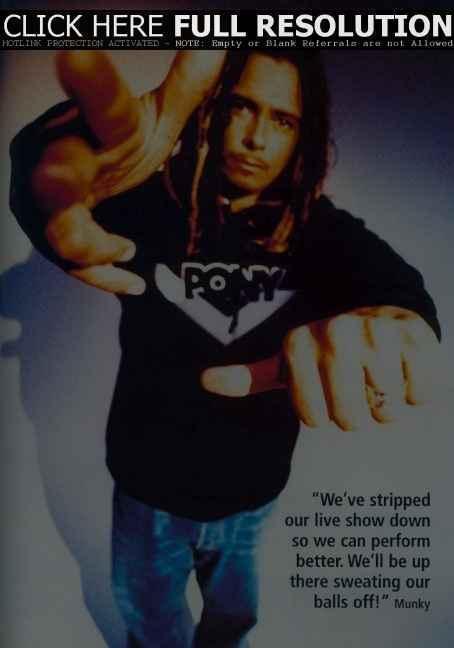 CLICK HERE FULL RESOLUTION
HOTLINK PROTECTION ACTIVATED - NOTE: Empty or Blank Referrals are not Allowed
PONY
“We’ve stripped
our live show down
so we can perform
better. We’ll be up
there sweating our
balls off!” Munky